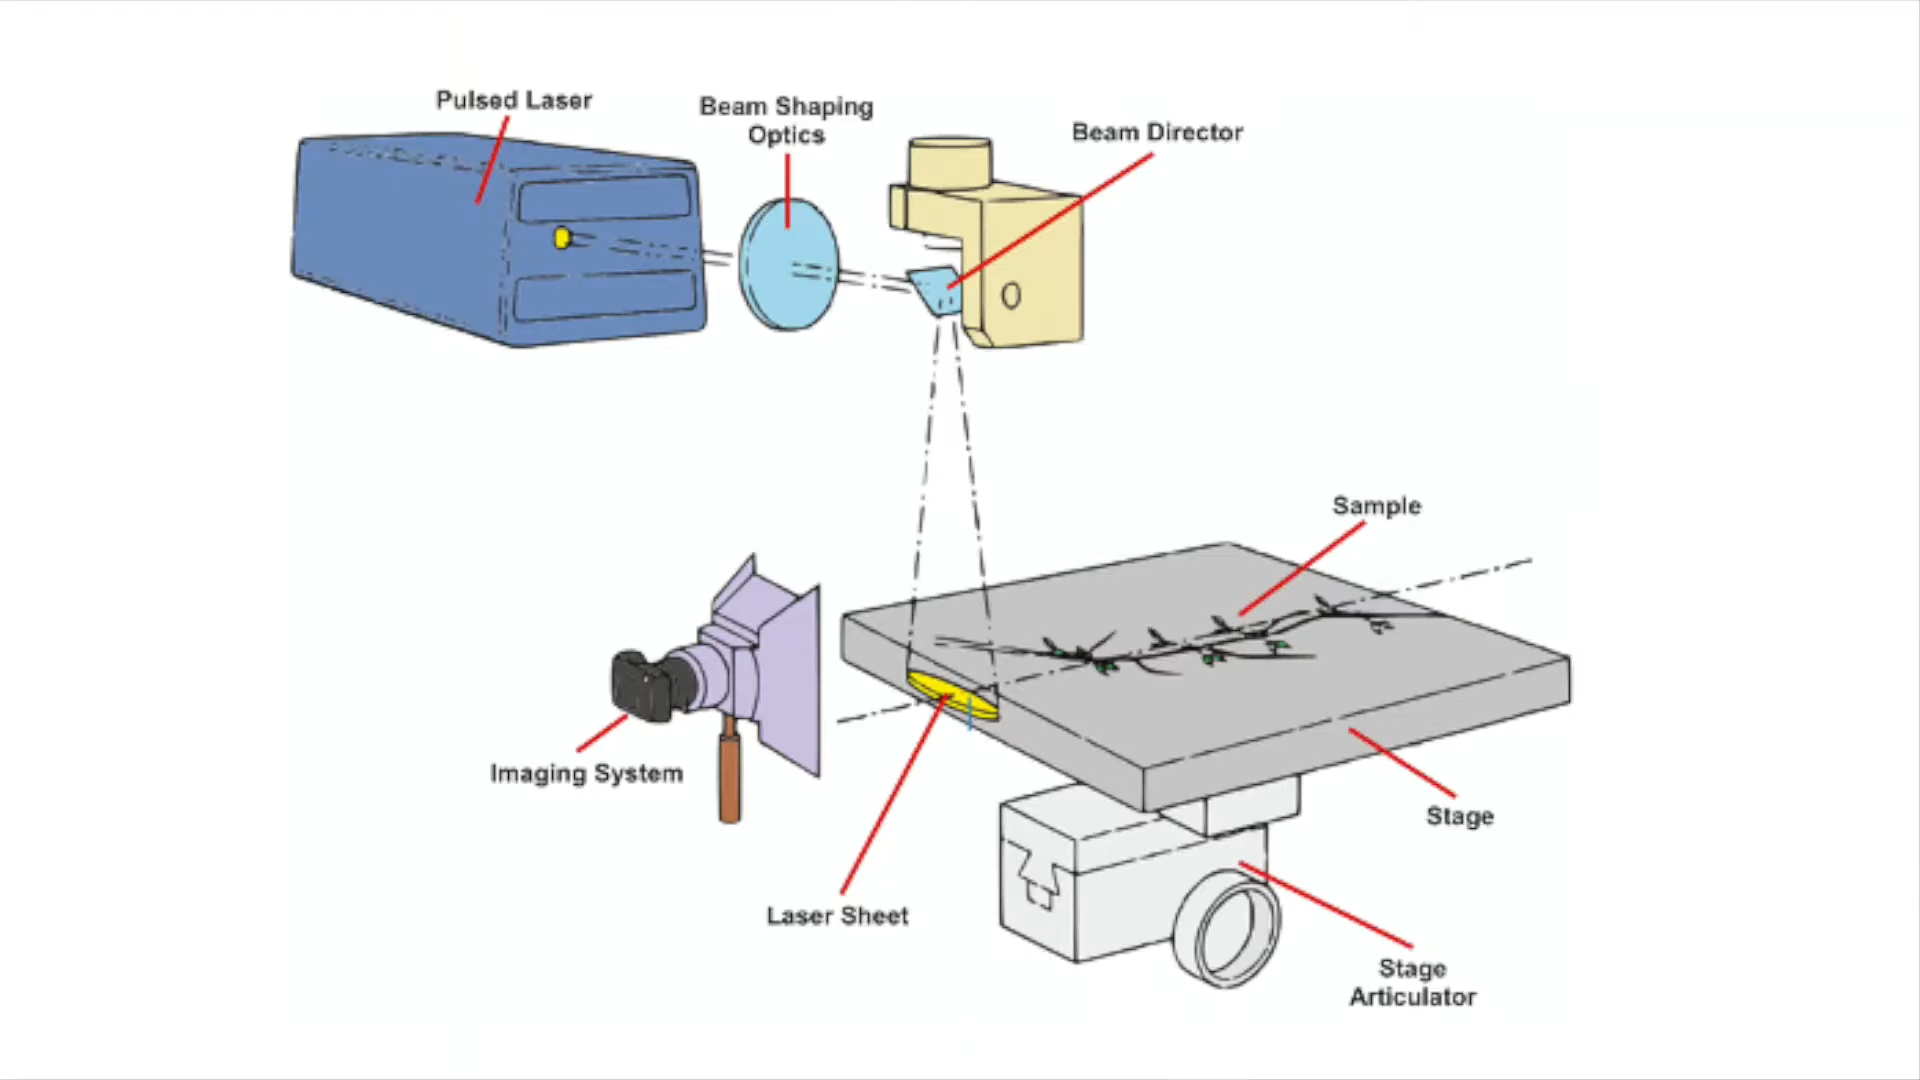 Pulsed Laser
Beam Shaping
Optics
Beam Director
Sample
Imaging System
Stage
Laser Sheet
Stage
Articulator